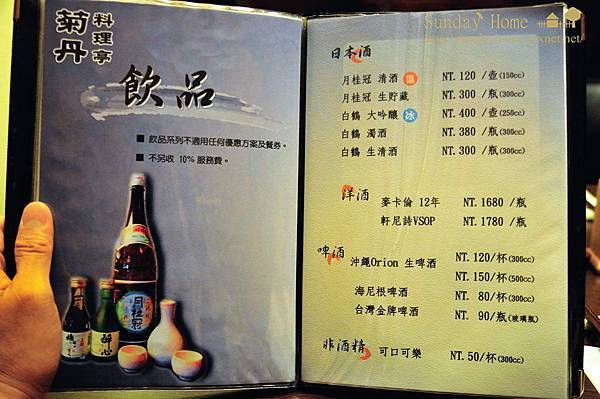 菊丹
料理亭
飲品
■ 飲品系列不適用任何優惠方案及餐券。
■ 不另收 10% 服務費。
月桂冠
Sunday Home
日本酒
月桂冠 清酒 溫 NT.120 /壺(150cc)
月桂冠 生貯藏 NT.300 /瓶(300cc)
白鶴 大吟釀 冰 NT.400 /壺(250cc)
白鶴 濁酒 NT.380 /瓶(300cc)
白鶴 生清酒 NT.300 /瓶(300cc)
洋酒
麥卡倫 12年 NT.1680 /瓶
軒尼詩VSOP NT.1780 /瓶
啤酒
沖繩Orion 生啤酒 NT.120/杯(300cc)
NT.150/杯(500cc)
海尼根啤酒 NT. 80/杯(300cc)
台灣金牌啤酒 NT. 90/瓶(玻璃瓶)
非酒精
可口可樂 NT.50/杯(300cc)